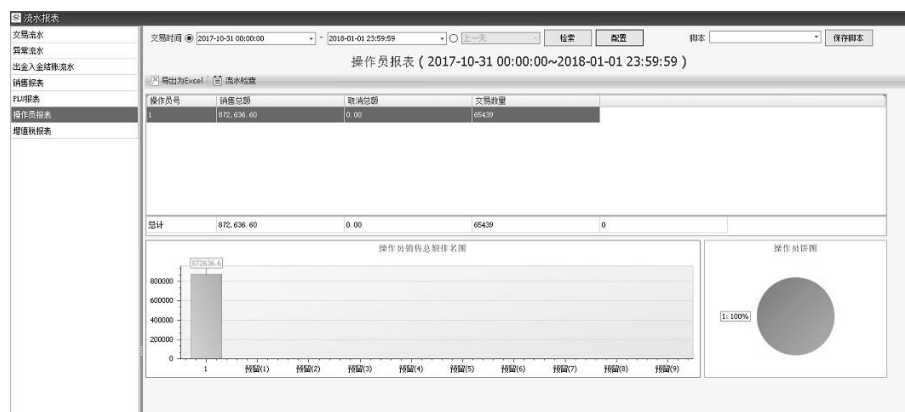 流水报表
交易流水
异常流水
出金入金结账流水
销售报表
PLU报表
操作员报表
增值税报表
交易时间 2017-10-31 00:00:00 - 2018-01-01 23:59:59 上一天 检索 配置 脚本 保存脚本
操作员报表 ( 2017-10-31 00:00:00~2018-01-01 23:59:59 )
导出为Excel 流水检查
操作员号 销售总额 取消总额 交易数量
1 872,636.60 0.00 65439
总计 872,636.60 0.00 65439 0
操作员销售总额排名图
872636.6
800000
600000
400000
200000
0
1 预留(1) 预留(2) 预留(3) 预留(4) 预留(5) 预留(6) 预留(7) 预留(8) 预留(9)
操作员饼图
1: 100%